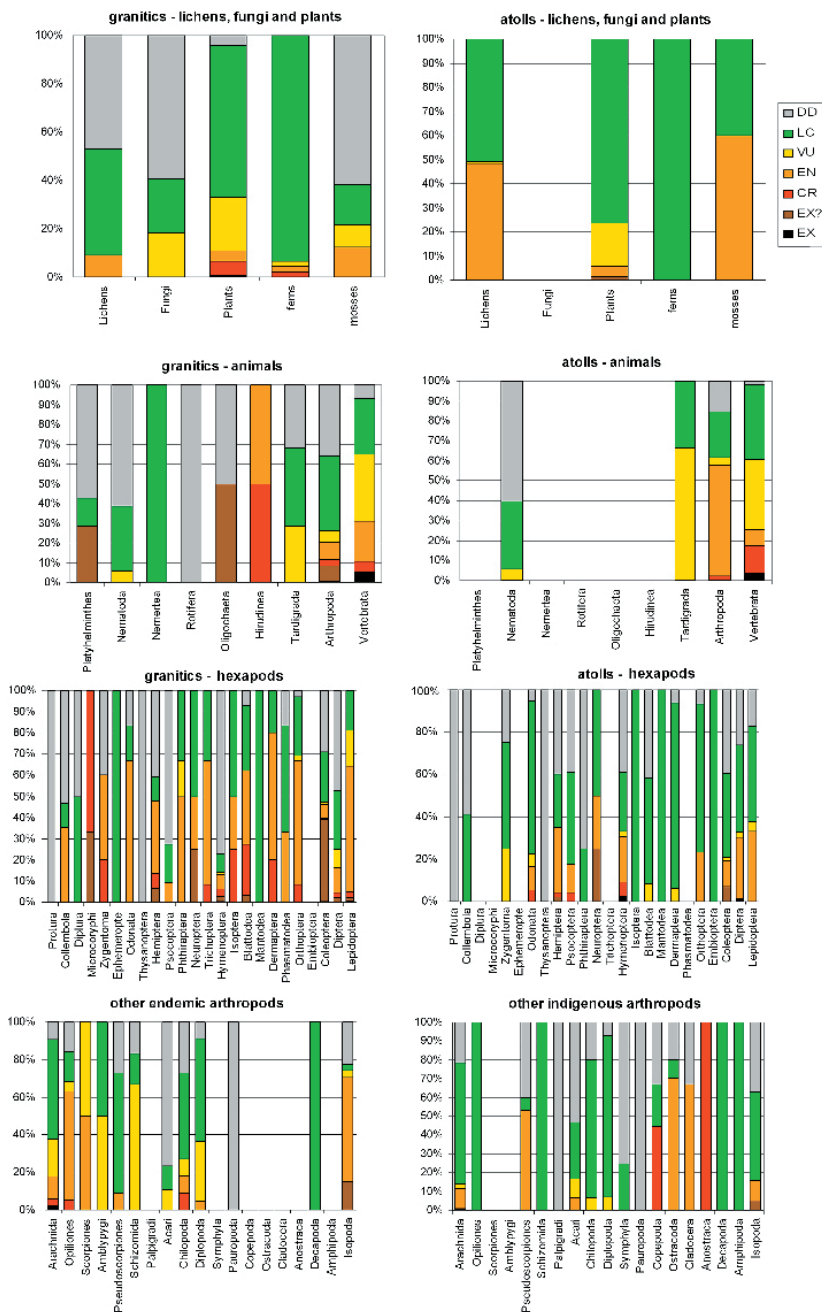 granitics - lichens, fungi and plants
100%
80%
60%
40%
20%
0%
Lichens
Fungi
Plants
ferns
mosses
atolls - lichens, fungi and plants
100%
90%
80%
70%
60%
50%
40%
30%
20%
10%
0%
Lichens
Fungi
Plants
ferns
mosses
DD
LC
VU
EN
CR
EX?
EX
granitics - animals
100%
90%
80%
70%
60%
50%
40%
30%
20%
10%
0%
Platyhelminthes
Nematoda
Nemertea
Rotifera
Oligochaeta
Hirudinea
Tardigrada
Arthropoda
Vertebrata
atolls - animals
100%
90%
80%
70%
60%
50%
40%
30%
20%
10%
0%
Platyhelminthes
Nematoda
Nemertea
Rotifera
Oligochaeta
Hirudinea
Tardigrada
Arthropoda
Vertebrata
granitics - hexapods
100%
90%
80%
70%
60%
50%
40%
30%
20%
10%
0%
Protura
Collembola
Diplura
Microcoryphi
Zygentoma
Ephemeropte
Odonata
Thysanoptera
Hemiptera
Psocoptera
Phthiraptera
Neuroptera
Trichoptera
Hymenoptera
Isoptera
Blattodea
Mantodea
Dermaptera
Phasmatodea
Orthoptera
Embioptera
Coleoptera
Diptera
Lepidoptera
atolls - hexapods
100%
80%
60%
40%
20%
0%
Protura
Collembola
Diplura
Microcoryphi
Zygentoma
Ephemeropte
Odonata
Thysanoptera
Hemiptera
Psocoptera
Phthiraptera
Neuroptera
Trichoptera
Hymenoptera
Isoptera
Blattodea
Mantodea
Dermaptera
Phasmatodea
Orthoptera
Embioptera
Coleoptera
Diptera
Lepidoptera
other endemic arthropods
100%
80%
60%
40%
20%
0%
Arachnida
Opiliones
Scorpiones
Amblypygi
Pseudoscorpiones
Schizomida
Palpigradi
Acari
Chilopoda
Diplopoda
Symphyla
Pauropoda
Copepoda
Ostracoda
Cladocera
Anostraca
Decapoda
Amphipoda
Isopoda
other indigenous arthropods
100%
90%
80%
70%
60%
50%
40%
30%
20%
10%
0%
Arachnida
Opiliones
Scorpiones
Amblypygi
Pseudoscorpiones
Schizomida
Palpigradi
Acari
Chilopoda
Diplopoda
Symphyla
Pauropoda
Copepoda
Ostracoda
Cladocera
Anostraca
Decapoda
Amphipoda
Isopoda